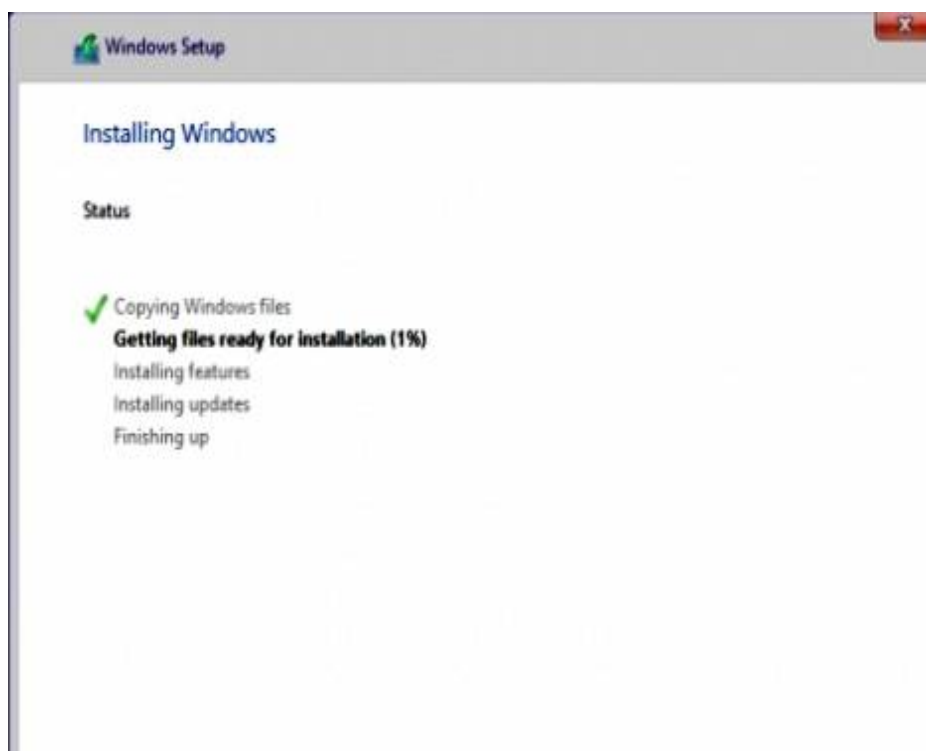 Windows Setup
Installing Windows
Status
Copying Windows files
Getting files ready for installation (1%)
Installing features
Installing updates
Finishing up